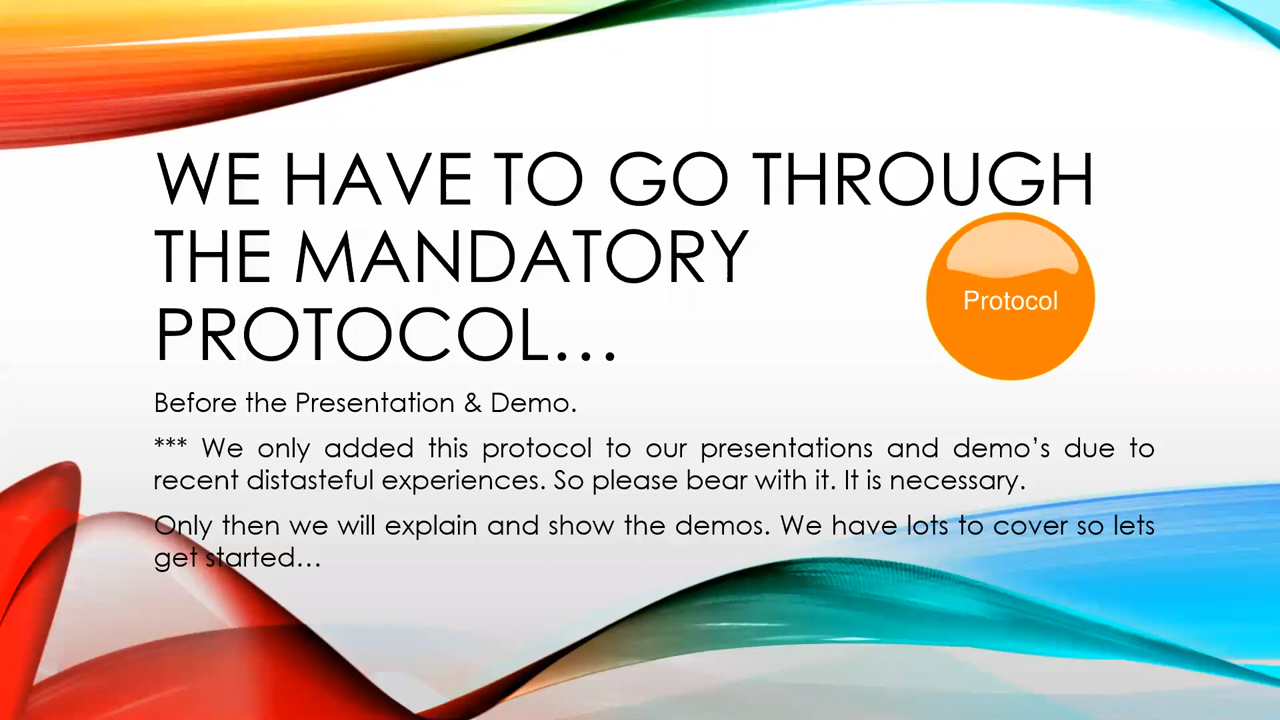 WE HAVE TO GO THROUGH
THE MANDATORY
PROTOCOL...
Protocol
Before the Presentation & Demo.
*** We only added this protocol to our presentations and demo’s due to
recent distasteful experiences. So please bear with it. It is necessary.
Only then we will explain and show the demos. We have lots to cover so lets
get started…